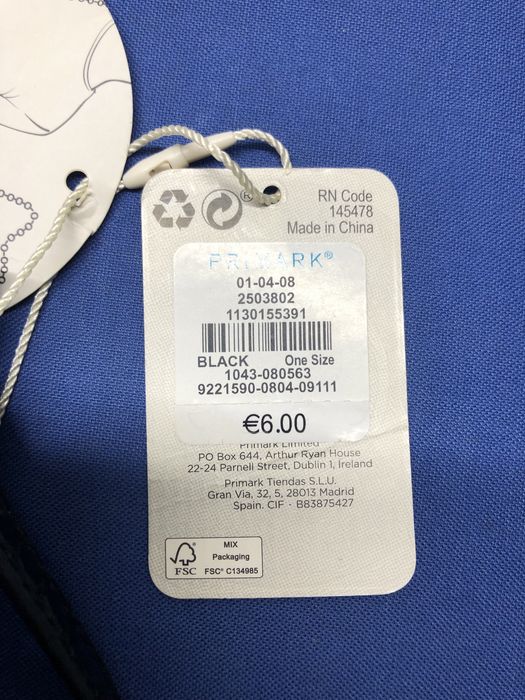 ®
RN Code
145478
Made in China
PRIMARK®
01-04-08
2503802
1130155391
BLACK One Size
1043-080563
9221590-0804-09111
€6.00
Primark Limited
PO Box 644, Arthur Ryan House
22-24 Parnell Street, Dublin 1, Ireland
Primark Tiendas S.L.U.
Gran Via, 32, 5, 28013 Madrid
Spain. CIF - B83875427
MIX
Packaging
FSC
FSC® C134985